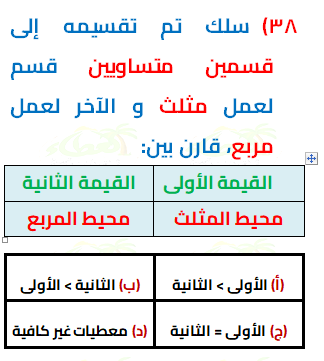 ٣٨) سلك تم تقسيمه إلى
قسمين متساويين قسم
لعمل مثلث و الآخر لعمل
مربع، قارن بين:
القيمة الأولى القيمة الثانية
محيط المثلث محيط المربع
(أ) الأولى > الثانية (ب) الثانية > الأولى
(ج) الأولى = الثانية (د) معطيات غير كافية